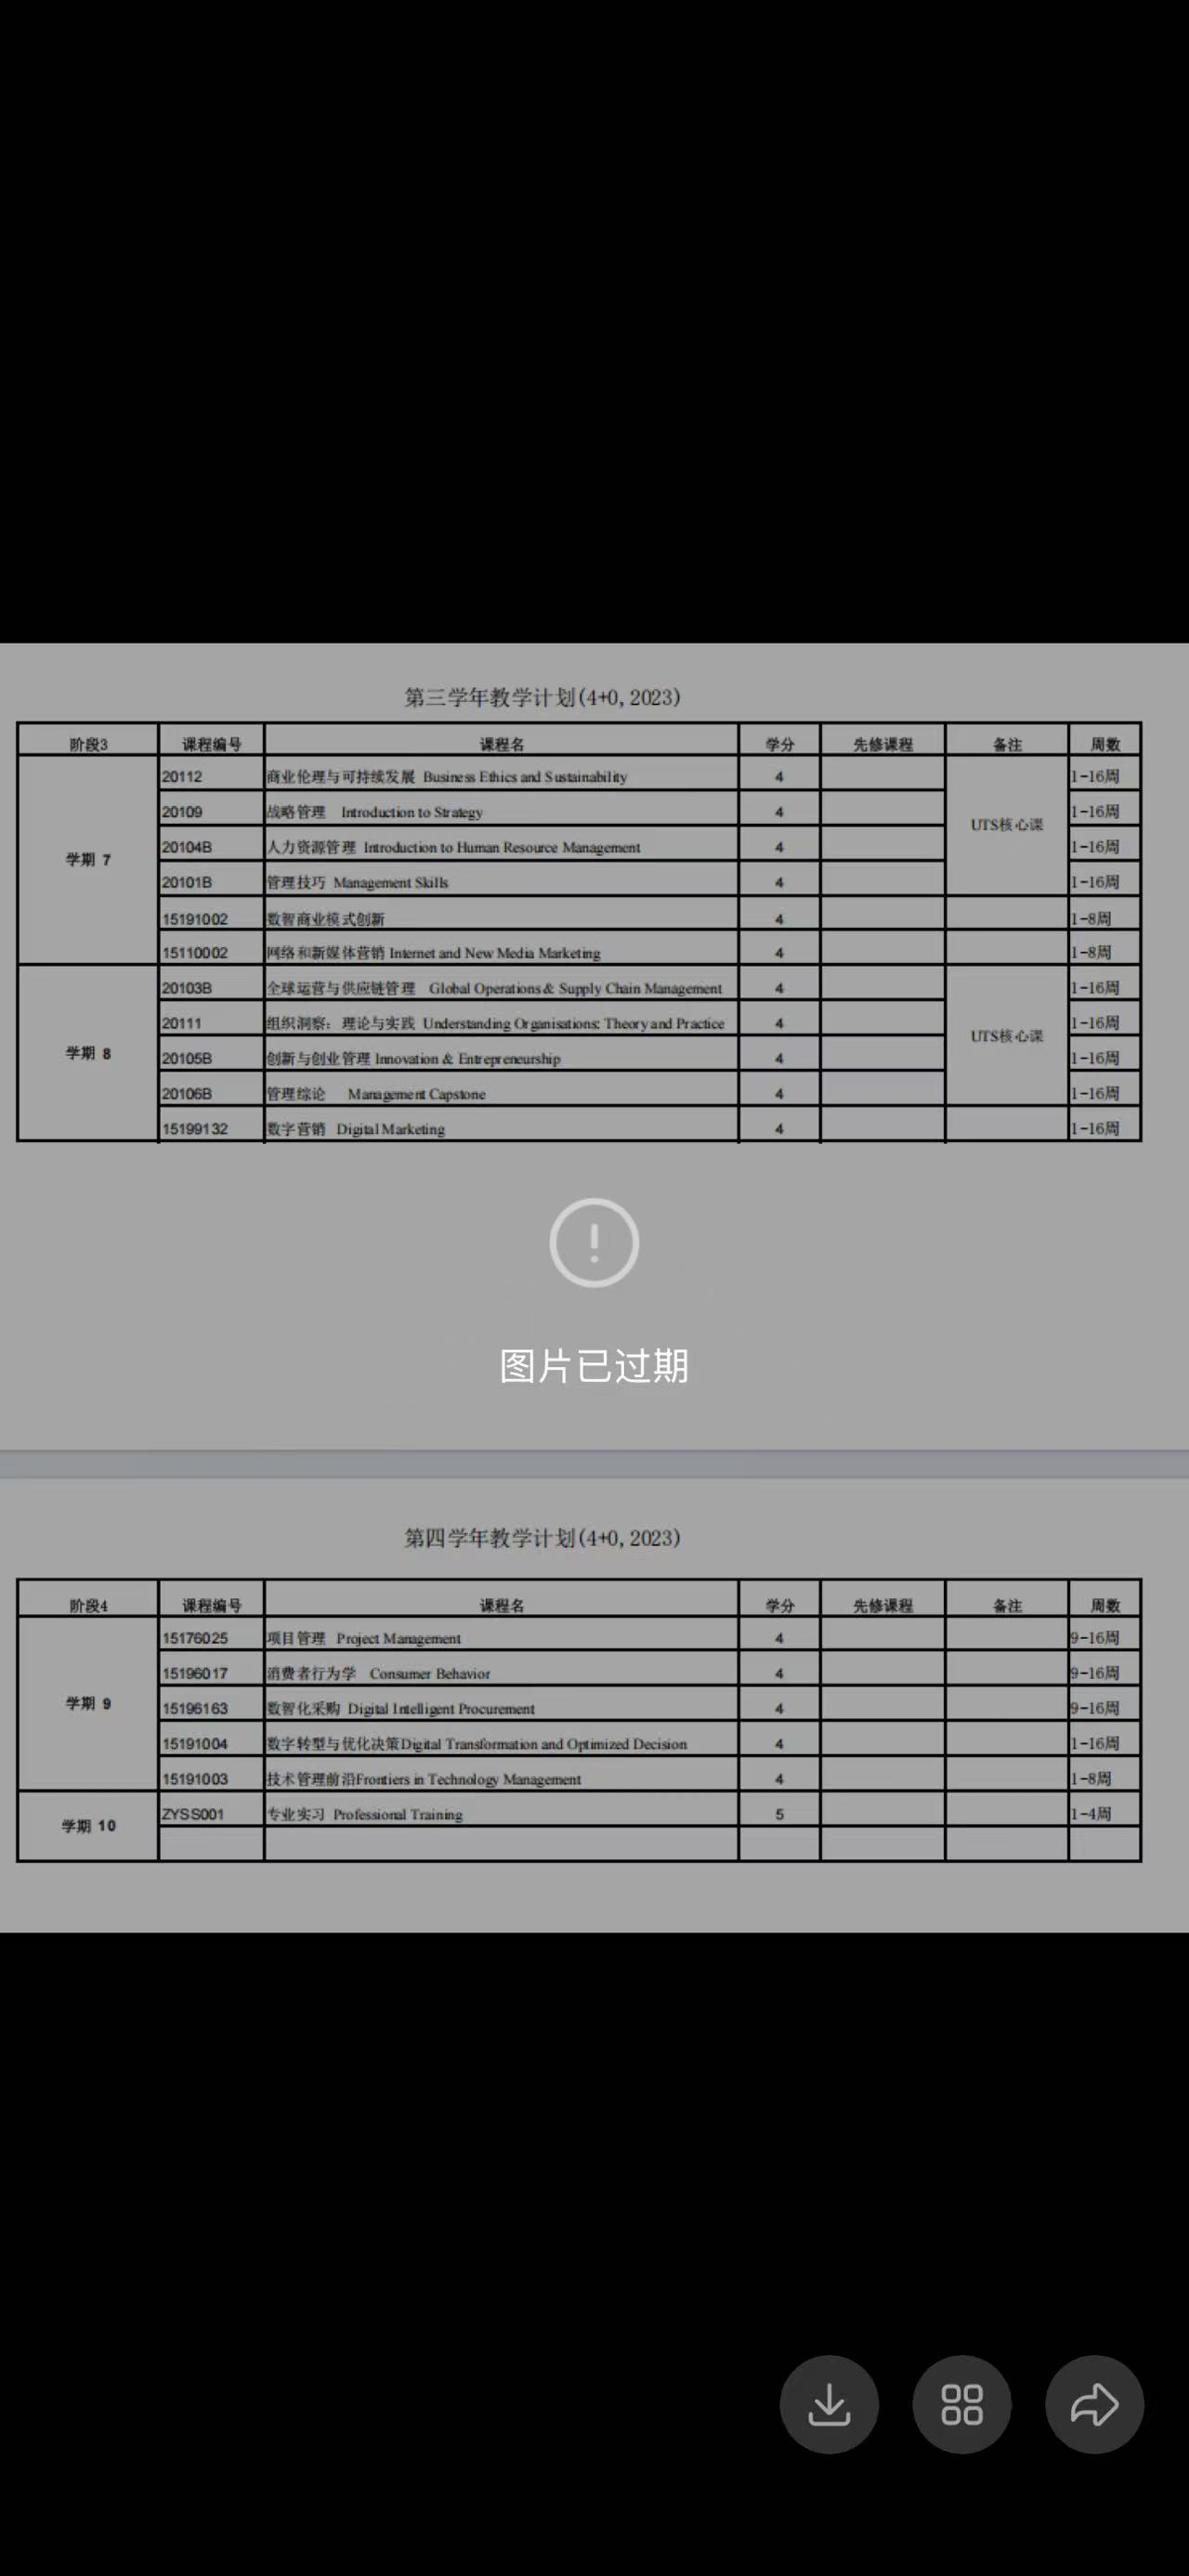 第三学年教学计划(4+0,2023)
阶段3 课程编号 课程名 学分 先修课程 备注 周数
学期 7
20112 商业伦理与可持续发展 Business Ethics and Sustainability 4 1-16周
20109 战略管理 Introduction to Strategy 4 1-16周
UTS核心课
20104B 人力资源管理 Introduction to Human Resource Management 4 1-16周
20101B 管理技巧 Management Skills 4 1-16周
15191002 数智商业模式创新 4 1-8周
15110002 网络和新媒体营销 Internet and New Media Marketing 4 1-8周
学期 8
20103B 全球运营与供应链管理 Global Operations & Supply Chain Management 4 1-16周
20111 组织洞察：理论与实践 Understanding Organisations: Theory and Practice 4 1-16周
UTS核心课
20105B 创新与创业管理 Innovation & Entrepreneurship 4 1-16周
20106B 管理综论 Management Capstone 4 1-16周
15199132 数字营销 Digital Marketing 4 1-16周
图片已过期
第四学年教学计划(4+0,2023)
阶段4 课程编号 课程名 学分 先修课程 备注 周数
学期 9
15176025 项目管理 Project Management 4 9-16周
15196017 消费者行为学 Consumer Behavior 4 9-16周
15196163 数智化采购 Digital Intelligent Procurement 4 9-16周
15191004 数字转型与优化决策Digital Transformation and Optimized Decision 4 1-16周
15191003 技术管理前沿Frontiers in Technology Management 4 1-8周
学期 10
ZYSS001 专业实习 Professional Training 5 1-4周